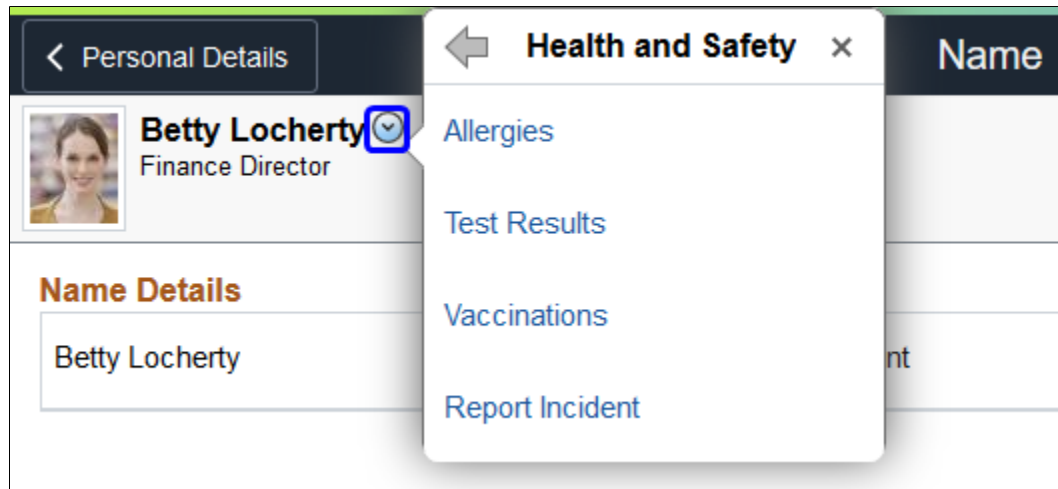 Personal Details
Health and Safety
Name
Betty Locherty
Finance Director
Allergies
Test Results
Vaccinations
Report Incident
Name Details
Betty Locherty
nt